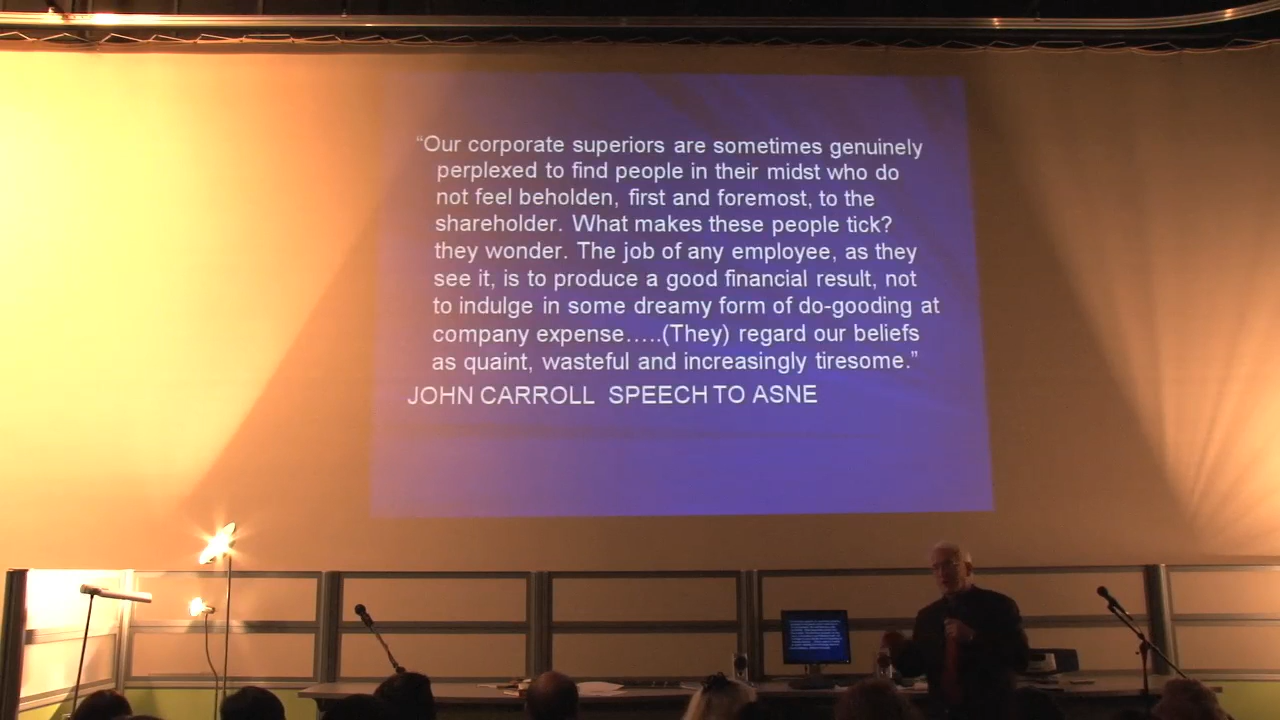 “Our corporate superiors are sometimes genuinely
perplexed to find people in their midst who do
not feel beholden, first and foremost, to the
shareholder. What makes these people tick?
they wonder. The job of any employee, as they
see it, is to produce a good financial result, not
to indulge in some dreamy form of do-gooding at
company expense…..(They) regard our beliefs
as quaint, wasteful and increasingly tiresome.”
JOHN CARROLL SPEECH TO ASNE